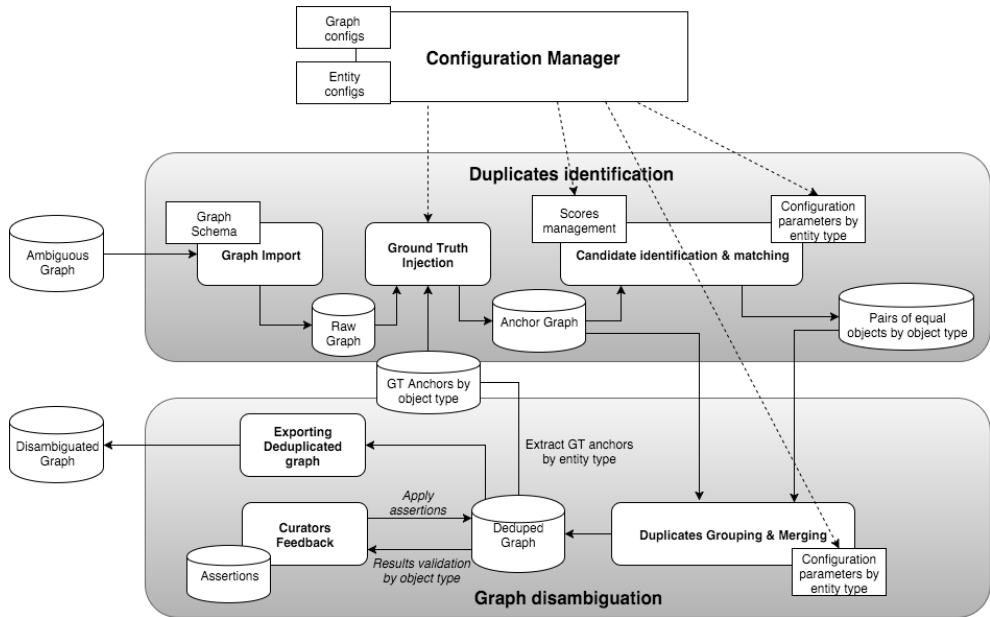 Graph
configs
Configuration Manager
Entity
configs
Duplicates identification
Graph
Schema
Graph Import
Ground Truth
Injection
Scores
management
Configuration
parameters by
entity type
Candidate identification & matching
Ambiguous
Graph
Raw
Graph
Anchor Graph
Pairs of equal
objects by object type
GT Anchors by
object type
Disambiguated
Graph
Exporting
Deduplicated
graph
Extract GT anchors
by entity type
Apply
assertions
Curators
Feedback
Deduped
Graph
Duplicates Grouping & Merging
Results validation
by object type
Assertions
Configuration
parameters by
entity type
Graph disambiguation